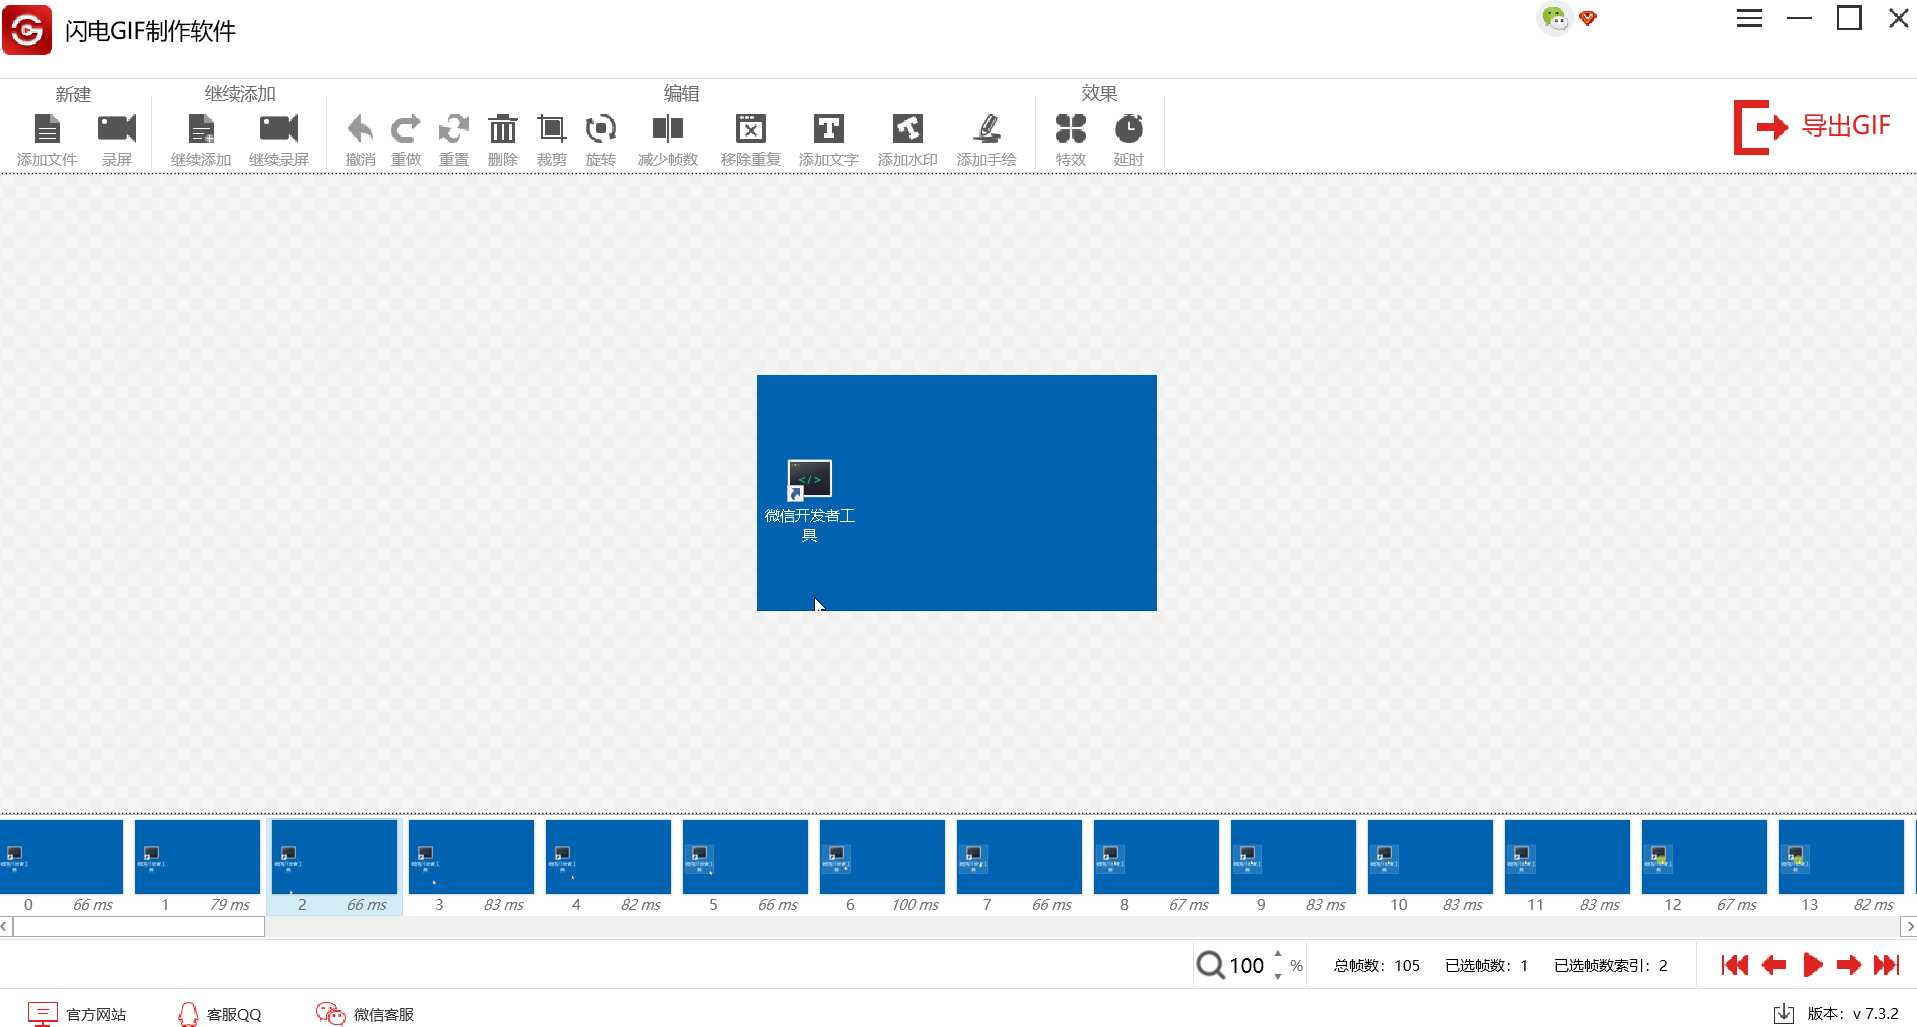 闪电GIF制作软件
新建
继续添加
编辑
效果
添加文件
录屏
继续添加
继续录屏
撤消
重做
重置
删除
裁剪
旋转
减少帧数
移除重复
添加文字
添加水印
添加手绘
特效
延时
导出GIF
</>
微信开发者工
具
0 66 ms
1 79 ms
2 66 ms
3 83 ms
4 82 ms
5 66 ms
6 100 ms
7 66 ms
8 67 ms
9 83 ms
10 83 ms
11 83 ms
12 67 ms
13 82 ms
100 %
总帧数：105
已选帧数：1
已选帧数索引：2
官方网站
客服QQ
微信客服
版本：v 7.3.2